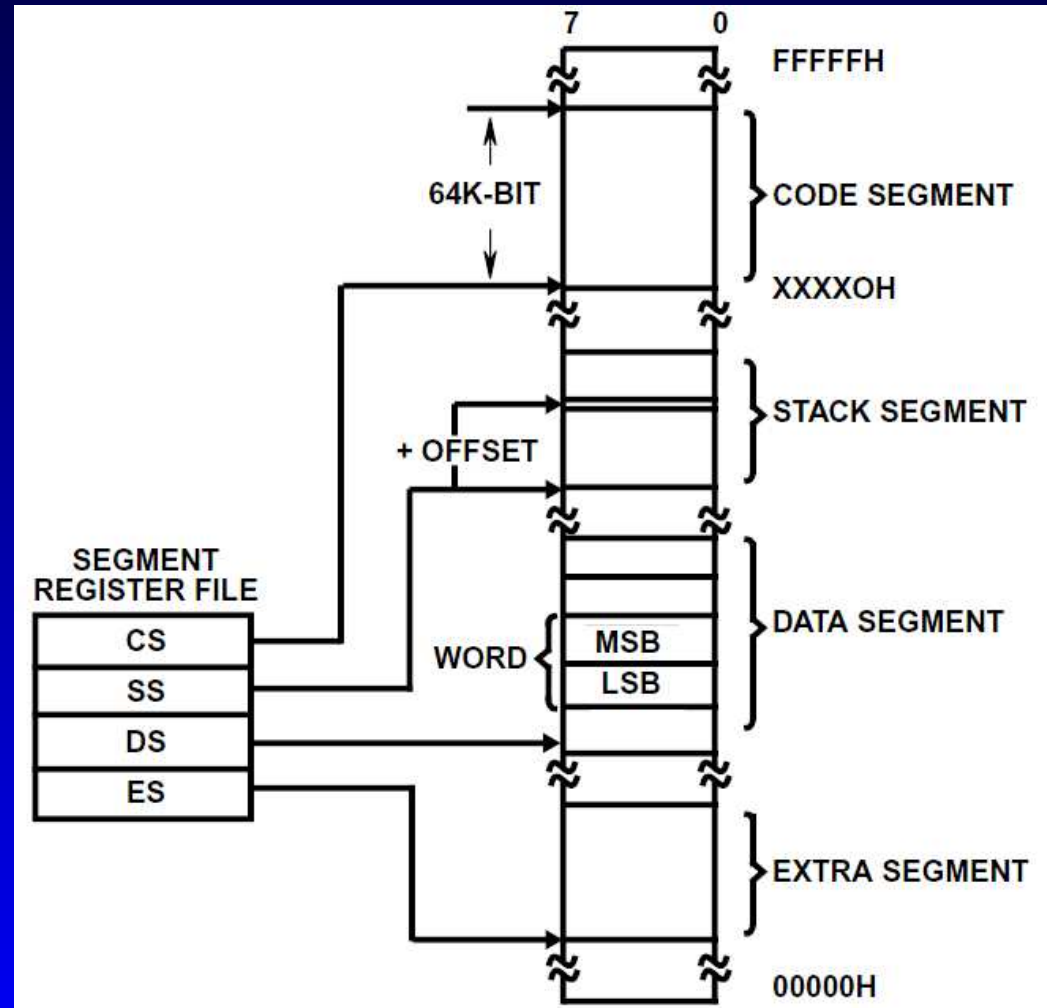 7 0
FFFFFH
64K-BIT
CODE SEGMENT
XXXXOH
STACK SEGMENT
+ OFFSET
SEGMENT
REGISTER FILE
CS
SS
DS
ES
WORD
MSB
LSB
DATA SEGMENT
EXTRA SEGMENT
00000H